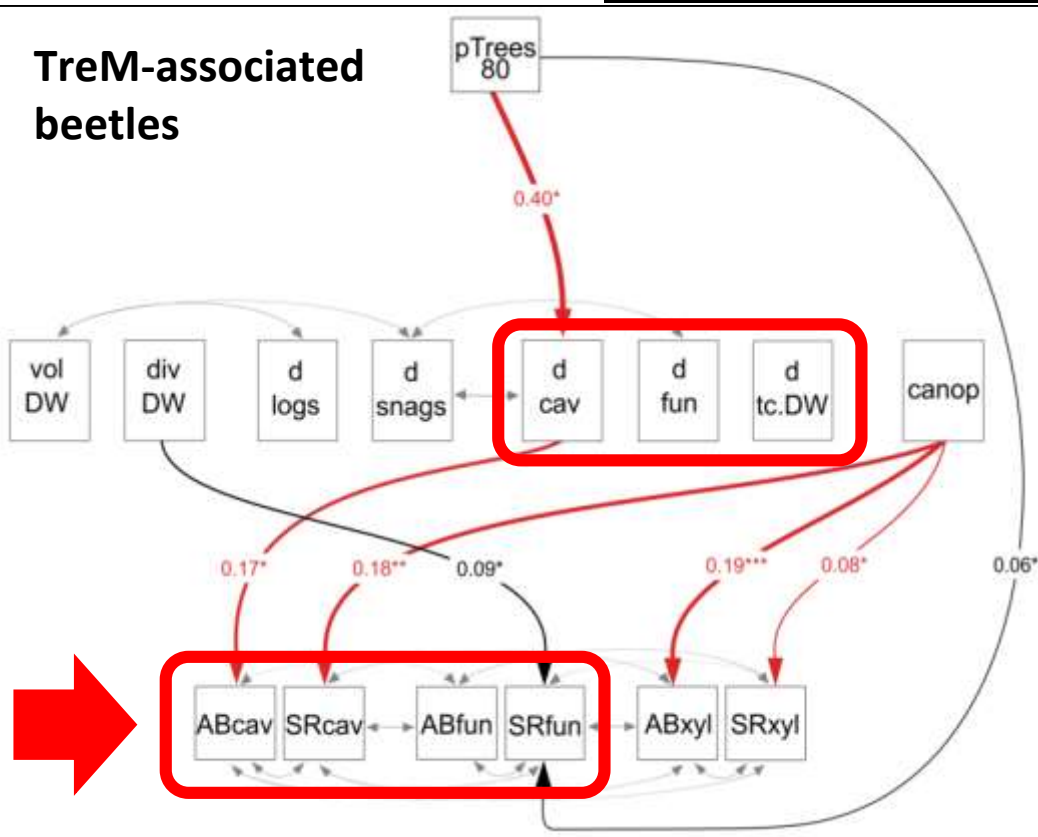 TreM-associated
beetles
pTrees
80
0.40*
vol
DW
div
DW
d
logs
d
snags
d
cav
d
fun
d
tc.DW
canop
0.17*
0.18**
0.09*
0.19***
0.08*
0.06*
ABcav
SRcav
ABfun
SRfun
ABxyl
SRxyl